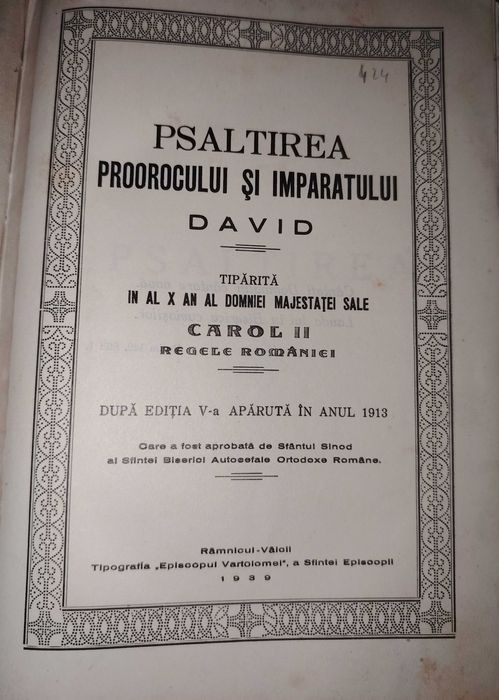 424
PSALTIREA
PROOROCULUI ŞI IMPARATULUI
DAVID
TIPĂRITĂ
IN AL X AN AL DOMNIEI MAJESTAŢEI SALE
CAROL II
REGELE ROMÂNIEI
DUPĂ EDIŢIA V-a APĂRUTĂ ÎN ANUL 1913
Care a fost aprobată de Sfântul Sinod
al Sfintei Biserici Autocefale Ortodoxe Române.
Râmnicul-Vâlcii
Tipografia „Episcopul Vartolomei", a Sfintei Episcopii
1939